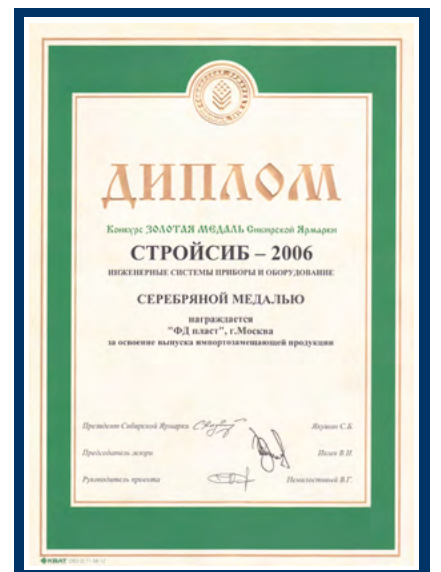 ДИПЛОМ
Конкурс ЗОЛОТАЯ МЕДАЛЬ Сибирской Ярмарки
СТРОЙСИБ – 2006
ИНЖЕНЕРНЫЕ СИСТЕМЫ ПРИБОРЫ И ОБОРУДОВАНИЕ
СЕРЕБРЯНОЙ МЕДАЛЬЮ
награждается
"ФД пласт", г.Москва
за освоение выпуска импортозамещающей продукции
Президент Сибирской Ярмарки Якушин С.Б.
Председатель жюри В.И.
Руководитель проекта Немилостивый В.Г.